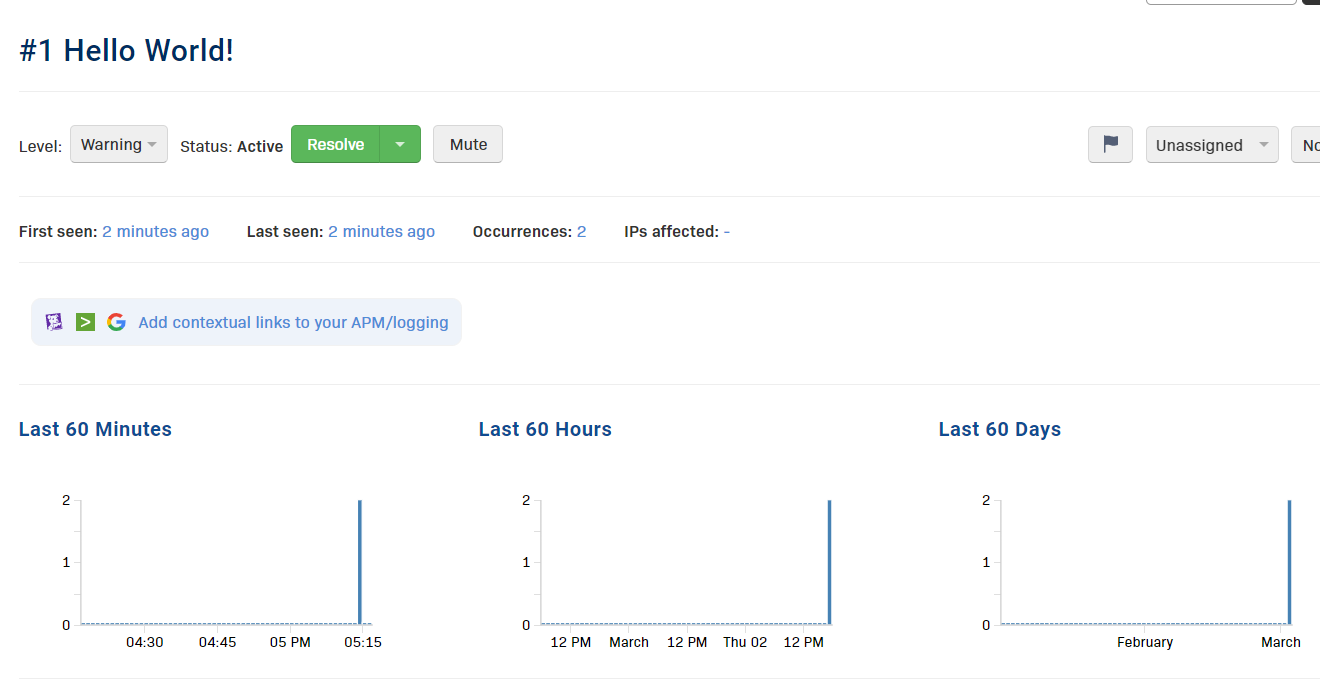 #1 Hello World!
Level: Warning Status: Active Resolve Mute Unassigned No
First seen: 2 minutes ago Last seen: 2 minutes ago Occurrences: 2 IPs affected: -
Add contextual links to your APM/logging
Last 60 Minutes Last 60 Hours Last 60 Days
2 2 2
1 1 1
0 0 0
04:30 04:45 05 PM 05:15 12 PM March 12 PM Thu 02 12 PM February March